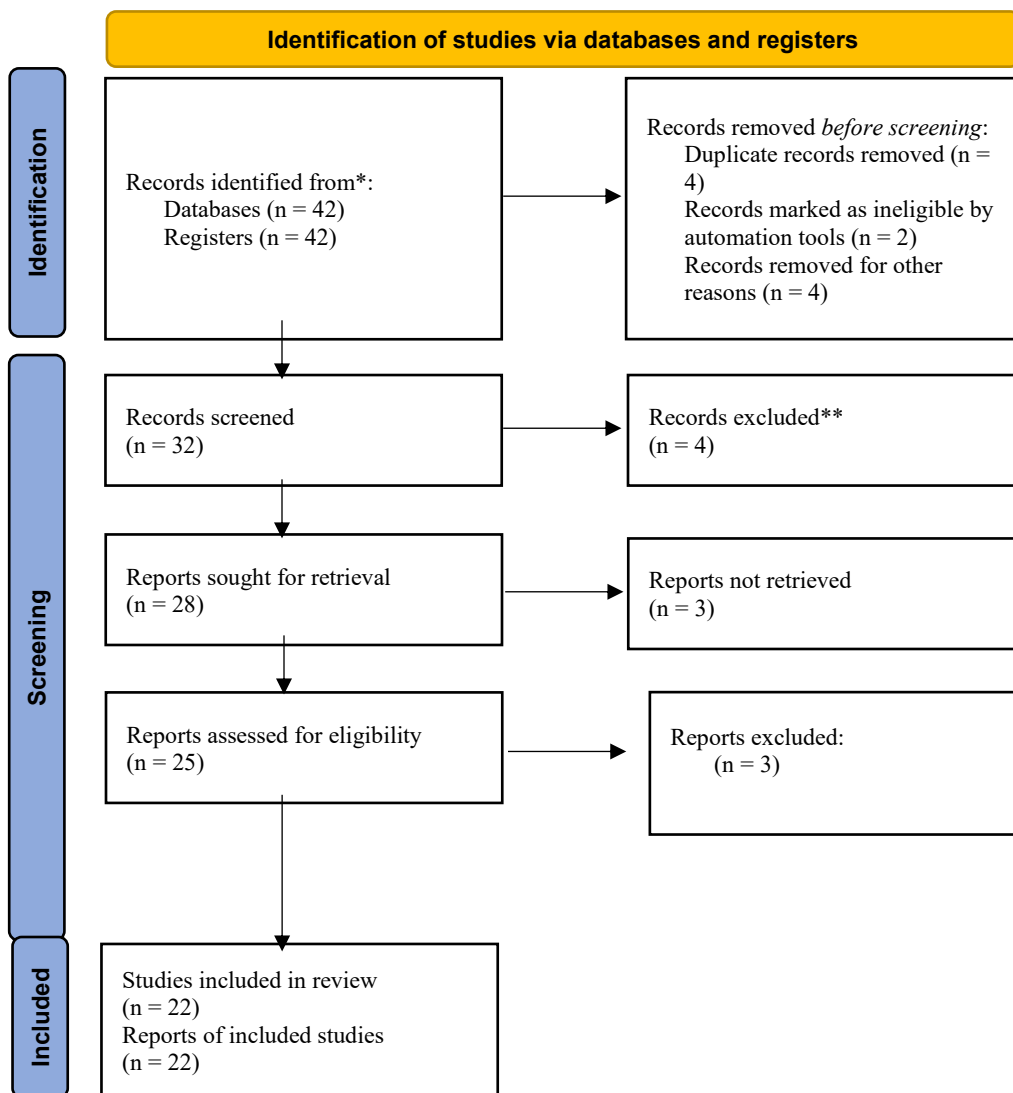 Identification of studies via databases and registers
Identification
Records identified from*:
Databases (n = 42)
Registers (n = 42)
Records removed before screening:
Duplicate records removed (n =
4)
Records marked as ineligible by
automation tools (n = 2)
Records removed for other
reasons (n = 4)
Screening
Records screened
(n = 32)
Records excluded**
(n = 4)
Reports sought for retrieval
(n = 28)
Reports not retrieved
(n = 3)
Reports assessed for eligibility
(n = 25)
Reports excluded:
(n = 3)
Included
Studies included in review
(n = 22)
Reports of included studies
(n = 22)